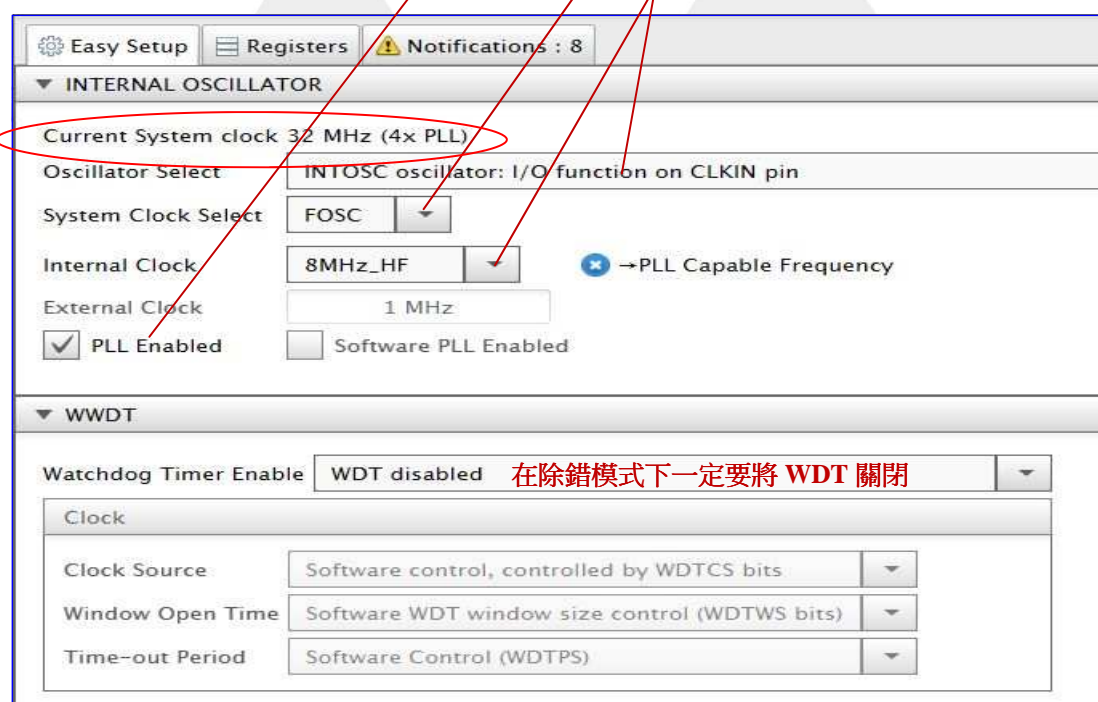 Easy Setup Registers Notifications : 8
INTERNAL OSCILLATOR
Current System clock 32 MHz (4x PLL)
Oscillator Select INTOSC oscillator: I/O function on CLKIN pin
System Clock Select FOSC
Internal Clock 8MHz_HF →PLL Capable Frequency
External Clock 1 MHz
PLL Enabled Software PLL Enabled
WWDT
Watchdog Timer Enable WDT disabled 在除錯模式下一定要將 WDT 關閉
Clock
Clock Source Software control, controlled by WDTCS bits
Window Open Time Software WDT window size control (WDTWS bits)
Time-out Period Software Control (WDTPS)